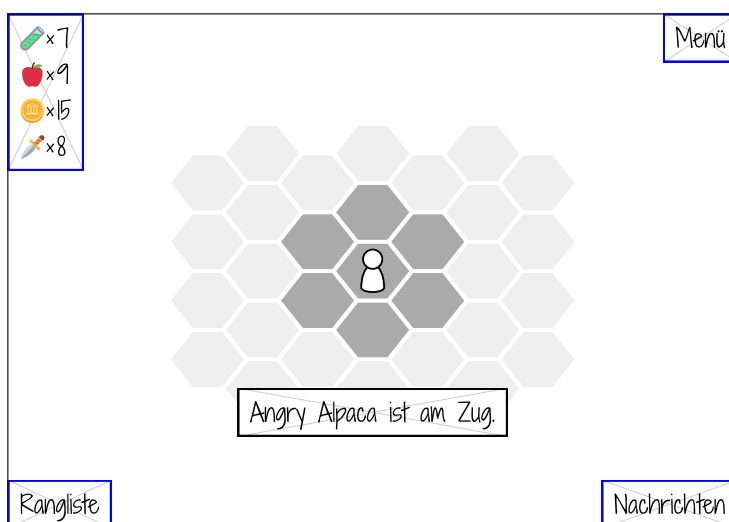 ×7
×9
×15
×8
Menü
Angry Alpaca ist am Zug.
Rangliste
Nachrichten